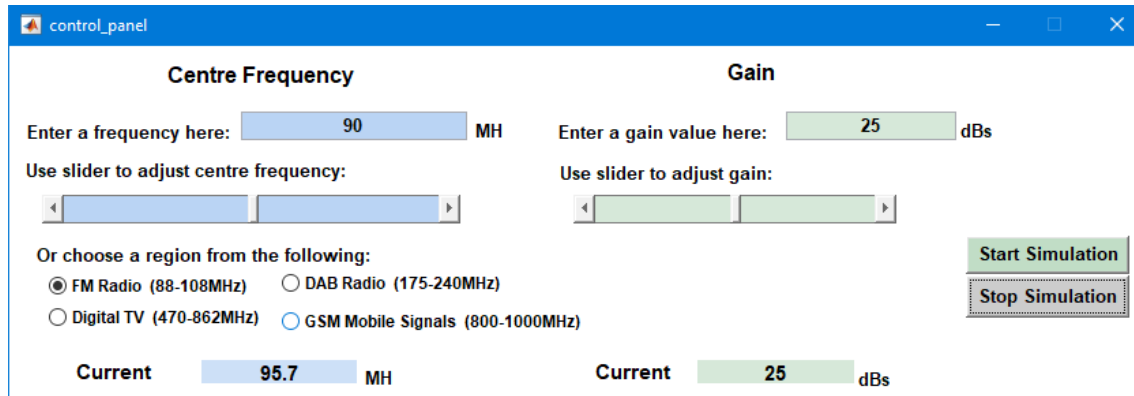 control_panel
Centre Frequency
Gain
Enter a frequency here: 90 MH
Enter a gain value here: 25 dBs
Use slider to adjust centre frequency:
Use slider to adjust gain:
Or choose a region from the following:
FM Radio (88-108MHz)
DAB Radio (175-240MHz)
Digital TV (470-862MHz)
GSM Mobile Signals (800-1000MHz)
Start Simulation
Stop Simulation
Current 95.7 MH
Current 25 dBs